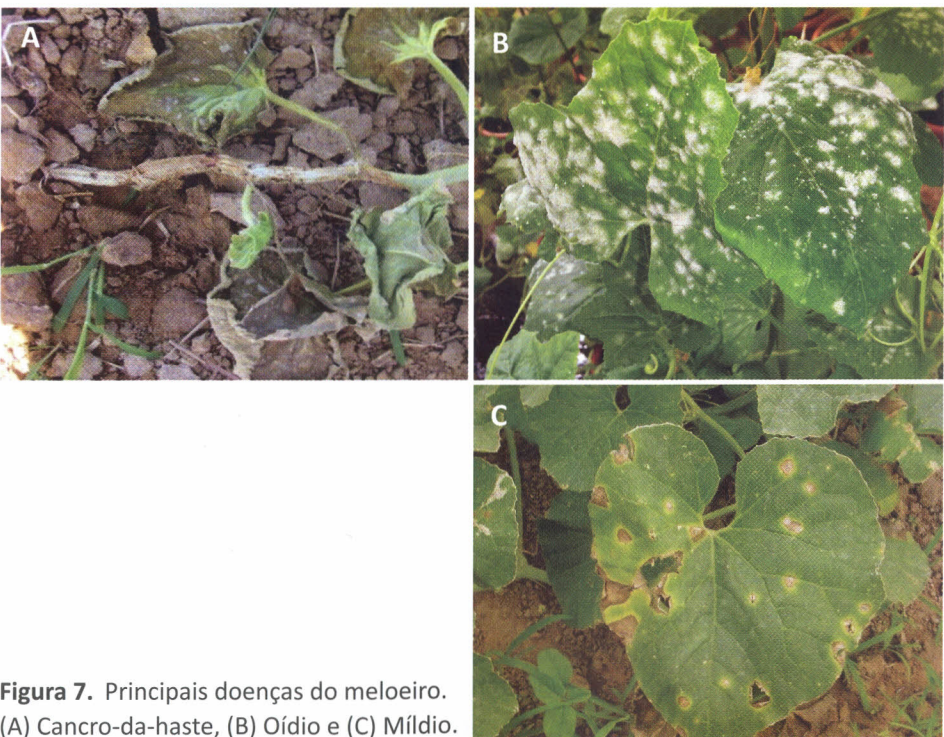 A
B
C
Figura 7. Principais doenças do meloeiro.
(A) Cancro-da-haste, (B) Oídio e (C) Míldio.